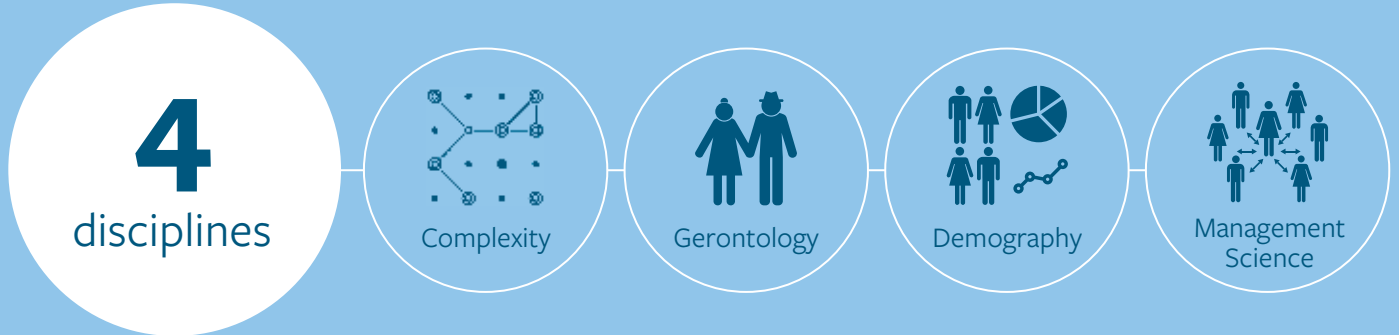 4
disciplines
Complexity
Gerontology
Demography
Management
Science